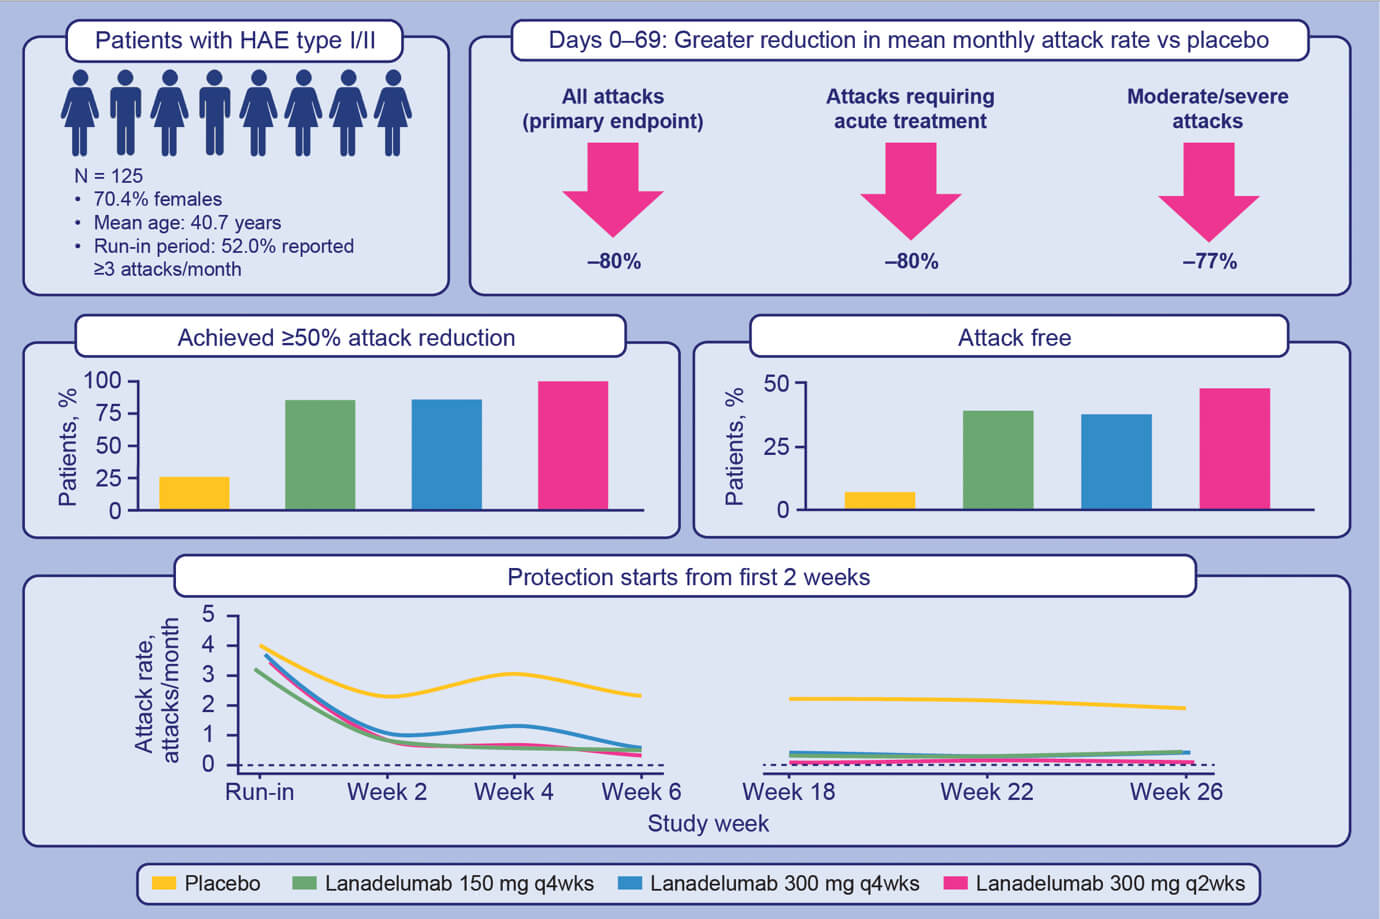 Patients with HAE type I/II
N = 125
• 70.4% females
• Mean age: 40.7 years
• Run-in period: 52.0% reported
≥3 attacks/month
Days 0–69: Greater reduction in mean monthly attack rate vs placebo
All attacks
(primary endpoint)
–80%
Attacks requiring
acute treatment
–80%
Moderate/severe
attacks
–77%
Achieved ≥50% attack reduction
Patients, %
100
75
50
25
0
Attack free
Patients, %
50
25
0
Protection starts from first 2 weeks
Attack rate,
attacks/month
5
4
3
2
1
0
Run-in
Week 2
Week 4
Week 6
Week 18
Week 22
Week 26
Study week
Placebo
Lanadelumab 150 mg q4wks
Lanadelumab 300 mg q4wks
Lanadelumab 300 mg q2wks